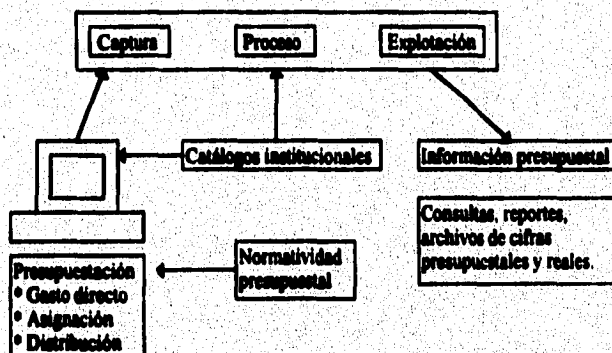 Captura
Proceso
Explotación
Catálogos institucionales
Información presupuestal
Consultas, reportes,
archivos de cifras
presupuestales y reales.
Normatividad
presupuestal
Presupuestación
* Gasto directo
* Asignación
* Distribución